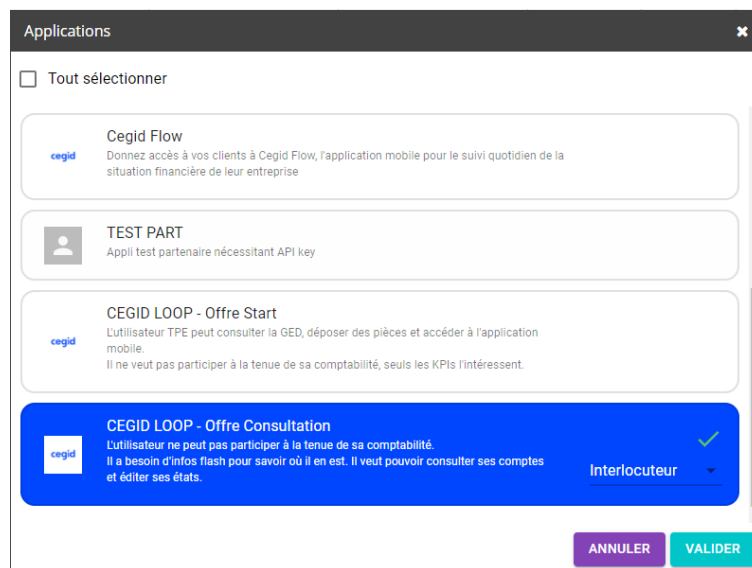 Applications
Tout sélectionner
cegid
Cegid Flow
Donnez accès à vos clients à Cegid Flow, l'application mobile pour le suivi quotidien de la
situation financière de leur entreprise
TEST PART
Appli test partenaire nécessitant API key
cegid
CEGID LOOP - Offre Start
L'utilisateur TPE peut consulter la GED, déposer des pièces et accéder à l'application
mobile.
Il ne veut pas participer à la tenue de sa comptabilité, seuls les KPIs l'intéressent.
cegid
CEGID LOOP - Offre Consultation
L'utilisateur ne peut pas participer à la tenue de sa comptabilité.
Il a besoin d'infos flash pour savoir où il en est. Il veut pouvoir consulter ses comptes
et éditer ses états.
Interlocuteur
ANNULER
VALIDER